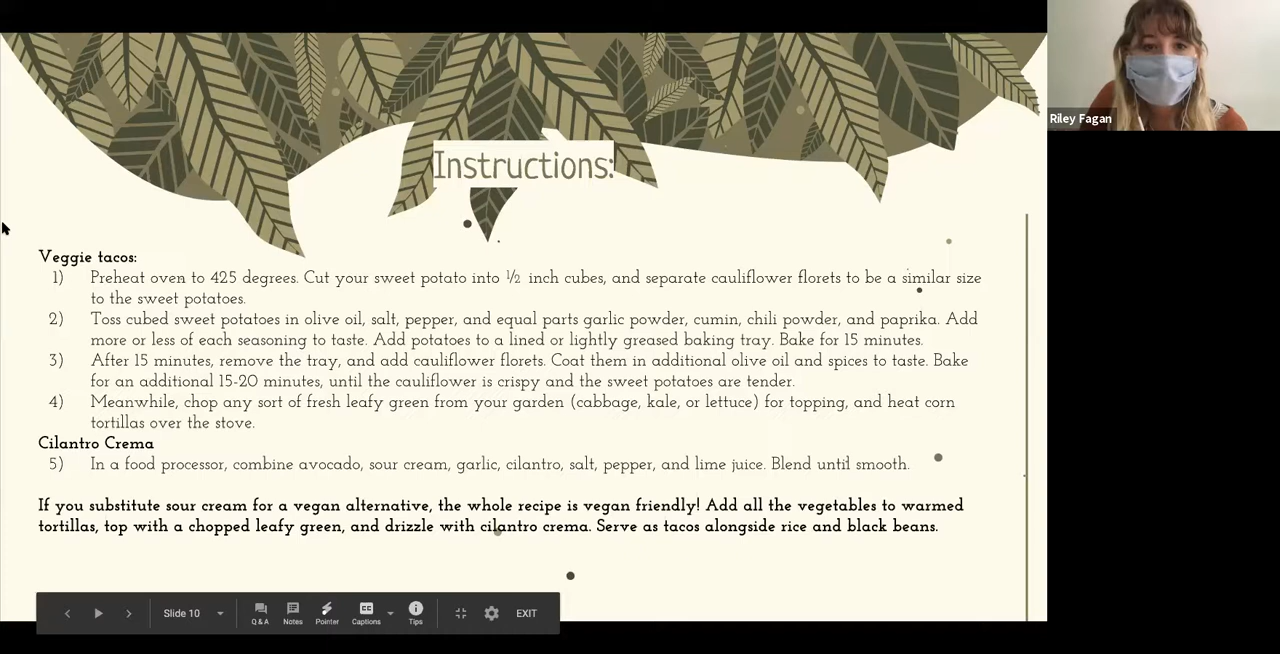 Riley Fagan
Instructions:
Veggie tacos:
1) Preheat oven to 425 degrees. Cut your sweet potato into ½ inch cubes, and separate cauliflower florets to be a similar size
to the sweet potatoes.
2) Toss cubed sweet potatoes in olive oil, salt, pepper, and equal parts garlic powder, cumin, chili powder, and paprika. Add
more or less of each seasoning to taste. Add potatoes to a lined or lightly greased baking tray. Bake for 15 minutes.
3) After 15 minutes, remove the tray, and add cauliflower florets. Coat them in additional olive oil and spices to taste. Bake
for an additional 15-20 minutes, until the cauliflower is crispy and the sweet potatoes are tender.
4) Meanwhile, chop any sort of fresh leafy green from your garden (cabbage, kale, or lettuce) for topping, and heat corn
tortillas over the stove.
Cilantro Crema
5) In a food processor, combine avocado, sour cream, garlic, cilantro, salt, pepper, and lime juice. Blend until smooth.
If you substitute sour cream for a vegan alternative, the whole recipe is vegan friendly! Add all the vegetables to warmed
tortillas, top with a chopped leafy green, and drizzle with cilantro crema. Serve as tacos alongside rice and black beans.
Slide 10
Q & A
Notes
Pointer
CC
Captions
Tips
EXIT